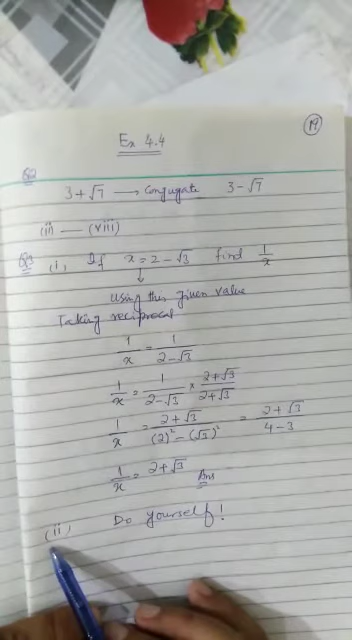 19
Ex 4.4
Q2
3+√7 → Conjugate 3-√7
(ii) — (viii)
Q3 (i) If x = 2-√3 find 1/x
↓
Using this given value
Taking reciprocal
1/x = 1/(2-√3)
1/x = 1/(2-√3) × (2+√3)/(2+√3)
1/x = (2+√3)/((2)²-(√3)²) = (2+√3)/(4-3)
1/x = 2+√3 Ans
(ii) Do yourself!